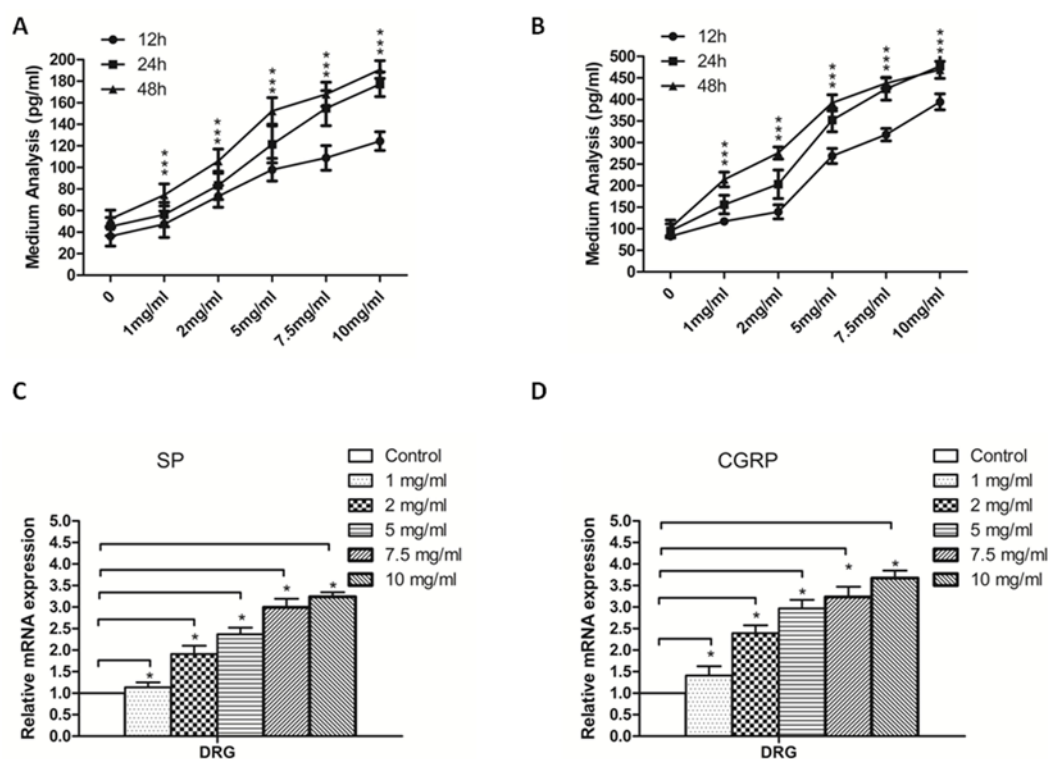 A
12h
24h
48h
Medium Analysis (pg/ml)
200
180
160
140
120
100
80
60
40
20
0
***
***
***
***
***
0
1mg/ml
2mg/ml
5mg/ml
7.5mg/ml
10mg/ml
B
12h
24h
48h
Medium Analysis (pg/ml)
500
450
400
350
300
250
200
150
100
50
0
***
***
***
***
***
0
1mg/ml
2mg/ml
5mg/ml
7.5mg/ml
10mg/ml
C
SP
Control
1 mg/ml
2 mg/ml
5 mg/ml
7.5 mg/ml
10 mg/ml
Relative mRNA expression
5.0
4.5
4.0
3.5
3.0
2.5
2.0
1.5
1.0
0.5
0.0
*
*
*
*
*
DRG
D
CGRP
Control
1 mg/ml
2 mg/ml
5 mg/ml
7.5 mg/ml
10 mg/ml
Relative mRNA expression
5.0
4.5
4.0
3.5
3.0
2.5
2.0
1.5
1.0
0.5
0.0
*
*
*
*
*
DRG